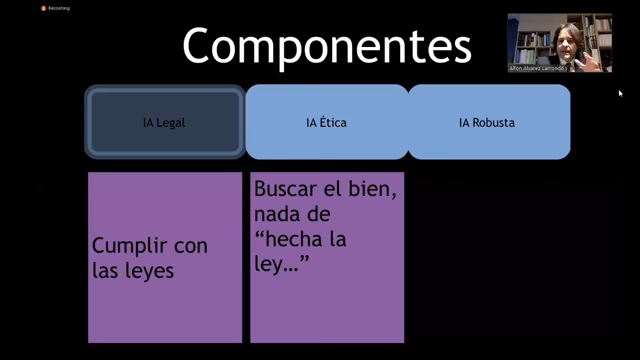 Recording
Componentes
IA Legal
IA Ética
IA Robusta
Cumplir con
las leyes
Buscar el bien,
nada de
“hecha la
ley…”